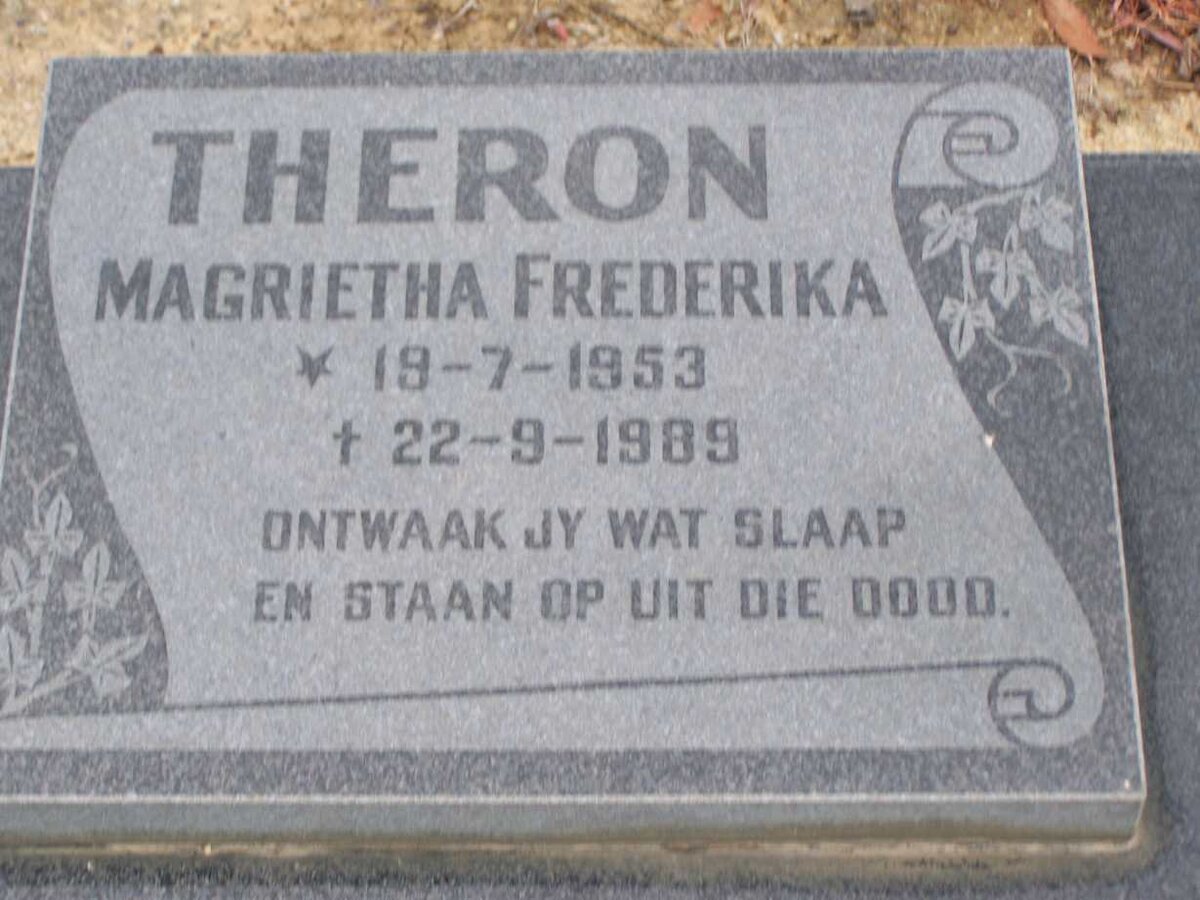 THERON
MAGRIETHA FREDERIKA
★ 19-7-1953
✝ 22-9-1989
ONTWAAK JY WAT SLAAP
EN STAAN OP UIT DIE DOOD.